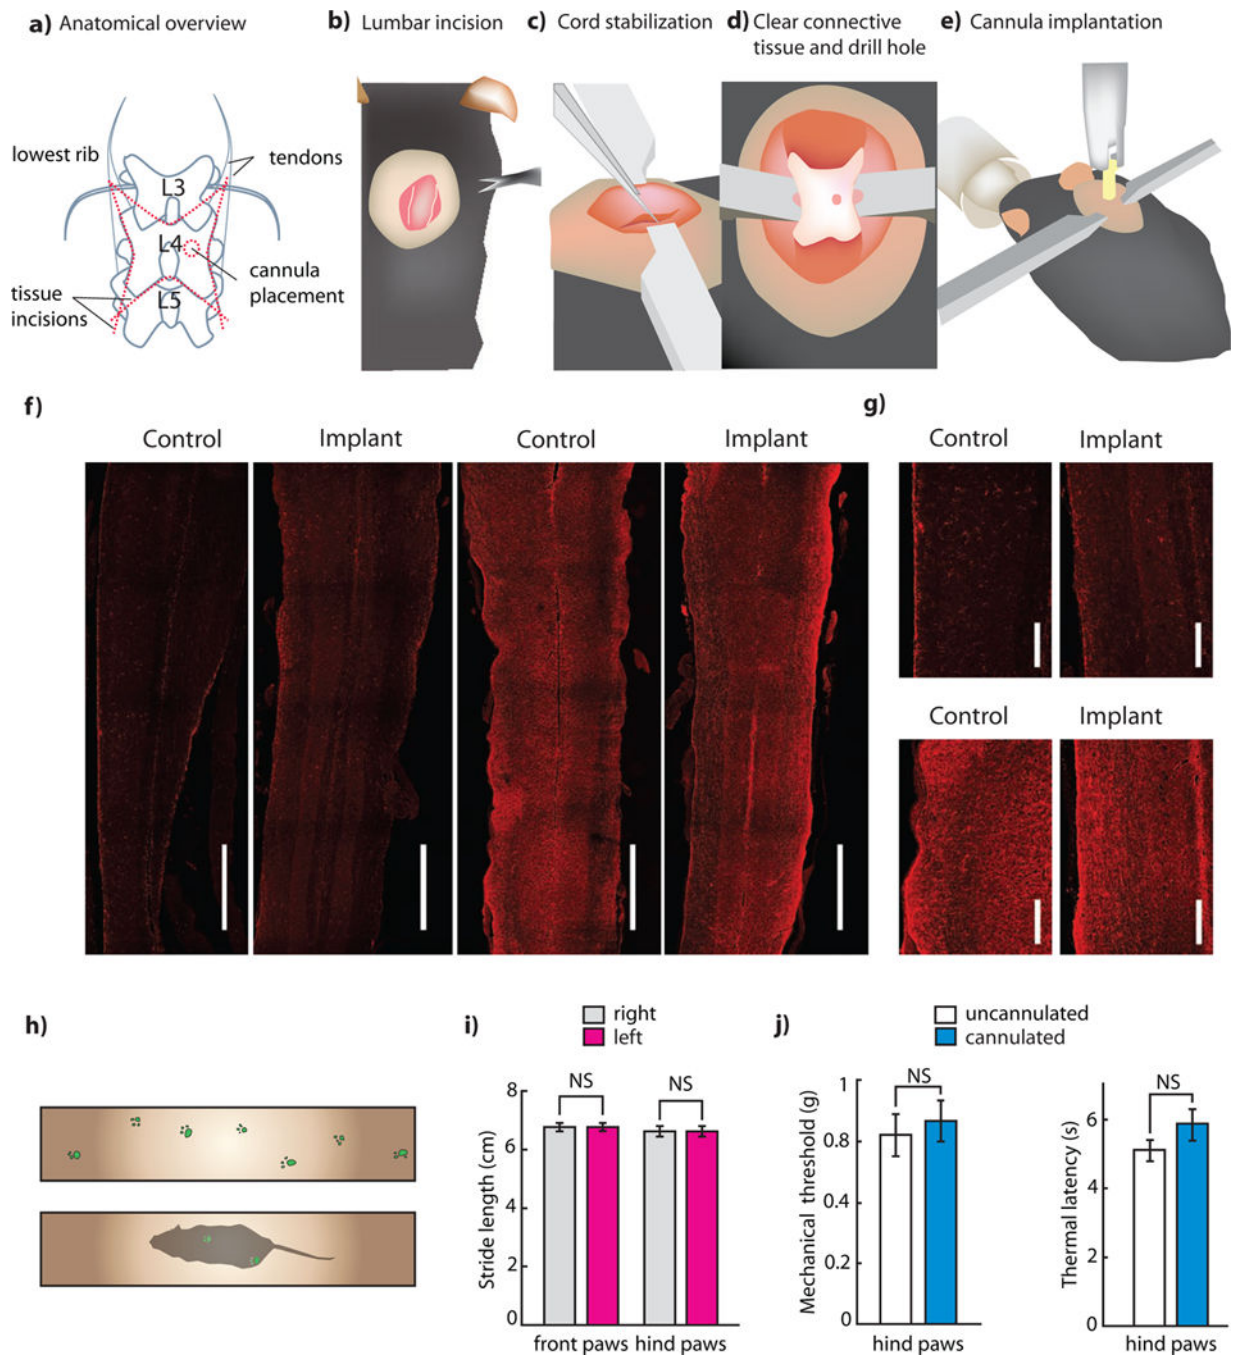 a) Anatomical overview
lowest rib
tendons
L3
L4
L5
tissue
incisions
cannula
placement
b) Lumbar incision
c) Cord stabilization
d) Clear connective
tissue and drill hole
e) Cannula implantation
f)
Control
Implant
Control
Implant
g)
Control
Implant
Control
Implant
h)
i)
right
left
NS
NS
8
6
4
2
0
Stride length (cm)
front paws
hind paws
j)
uncannulated
cannulated
NS
1
0.8
0.4
0.2
0
Mechanical threshold (g)
hind paws
NS
6
4
2
0
Thermal latency (s)
hind paws